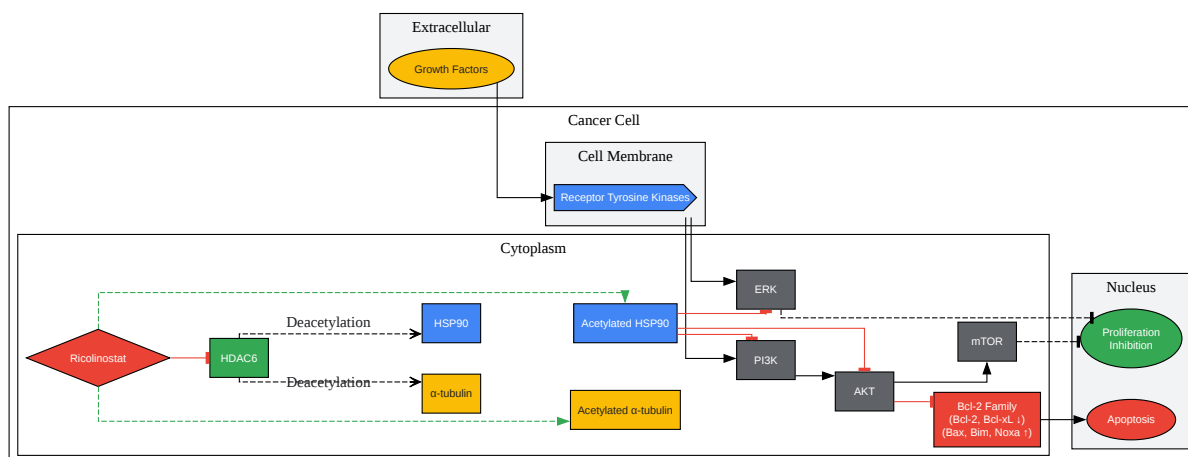 Extracellular
Growth Factors
Cancer Cell
Cell Membrane
Receptor Tyrosine Kinases
Cytoplasm
Ricolinostat
HDAC6
Deacetylation
Deacetylation
HSP90
α-tubulin
Acetylated HSP90
Acetylated α-tubulin
ERK
PI3K
AKT
mTOR
Bcl-2 Family
(Bcl-2, Bcl-xL ↓)
(Bax, Bim, Noxa ↑)
Nucleus
Proliferation
Inhibition
Apoptosis